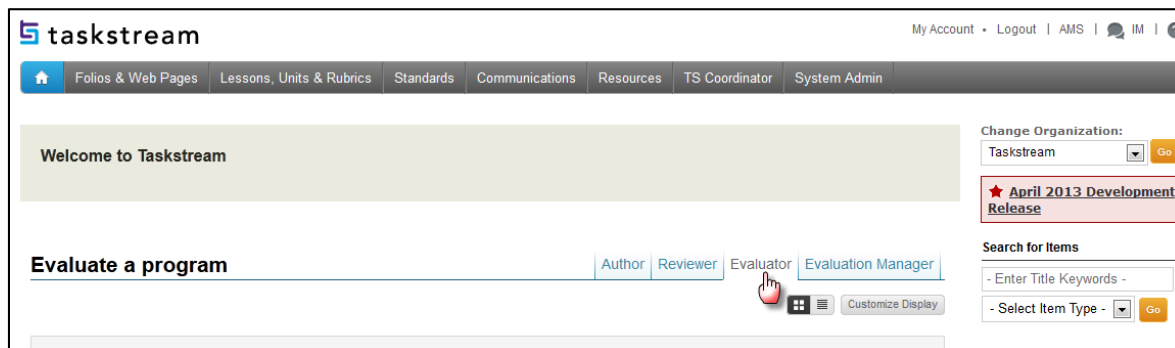 taskstream
My Account • Logout | AMS | IM |
Folios & Web Pages Lessons, Units & Rubrics Standards Communications Resources TS Coordinator System Admin
Welcome to Taskstream
Change Organization:
Taskstream Go
April 2013 Development
Release
Search for Items
- Enter Title Keywords -
- Select Item Type - Go
Evaluate a program
Author Reviewer Evaluator Evaluation Manager
Customize Display